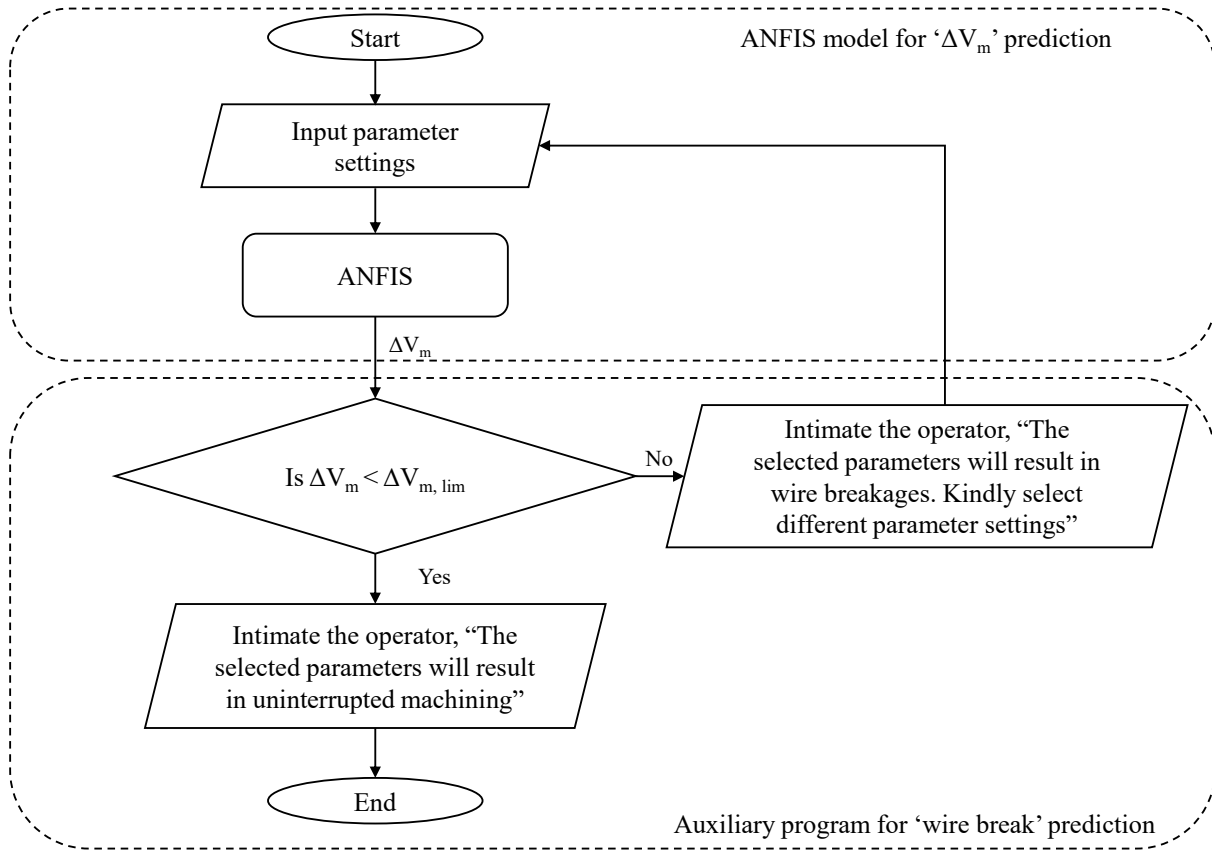 Start
ANFIS model for ‘ΔVm’ prediction
Input parameter
settings
ANFIS
ΔVm
Is ΔVm < ΔVm, lim
No
Intimate the operator, “The
selected parameters will result in
wire breakages. Kindly select
different parameter settings”
Yes
Intimate the operator, “The
selected parameters will result
in uninterrupted machining”
End
Auxiliary program for ‘wire break’ prediction